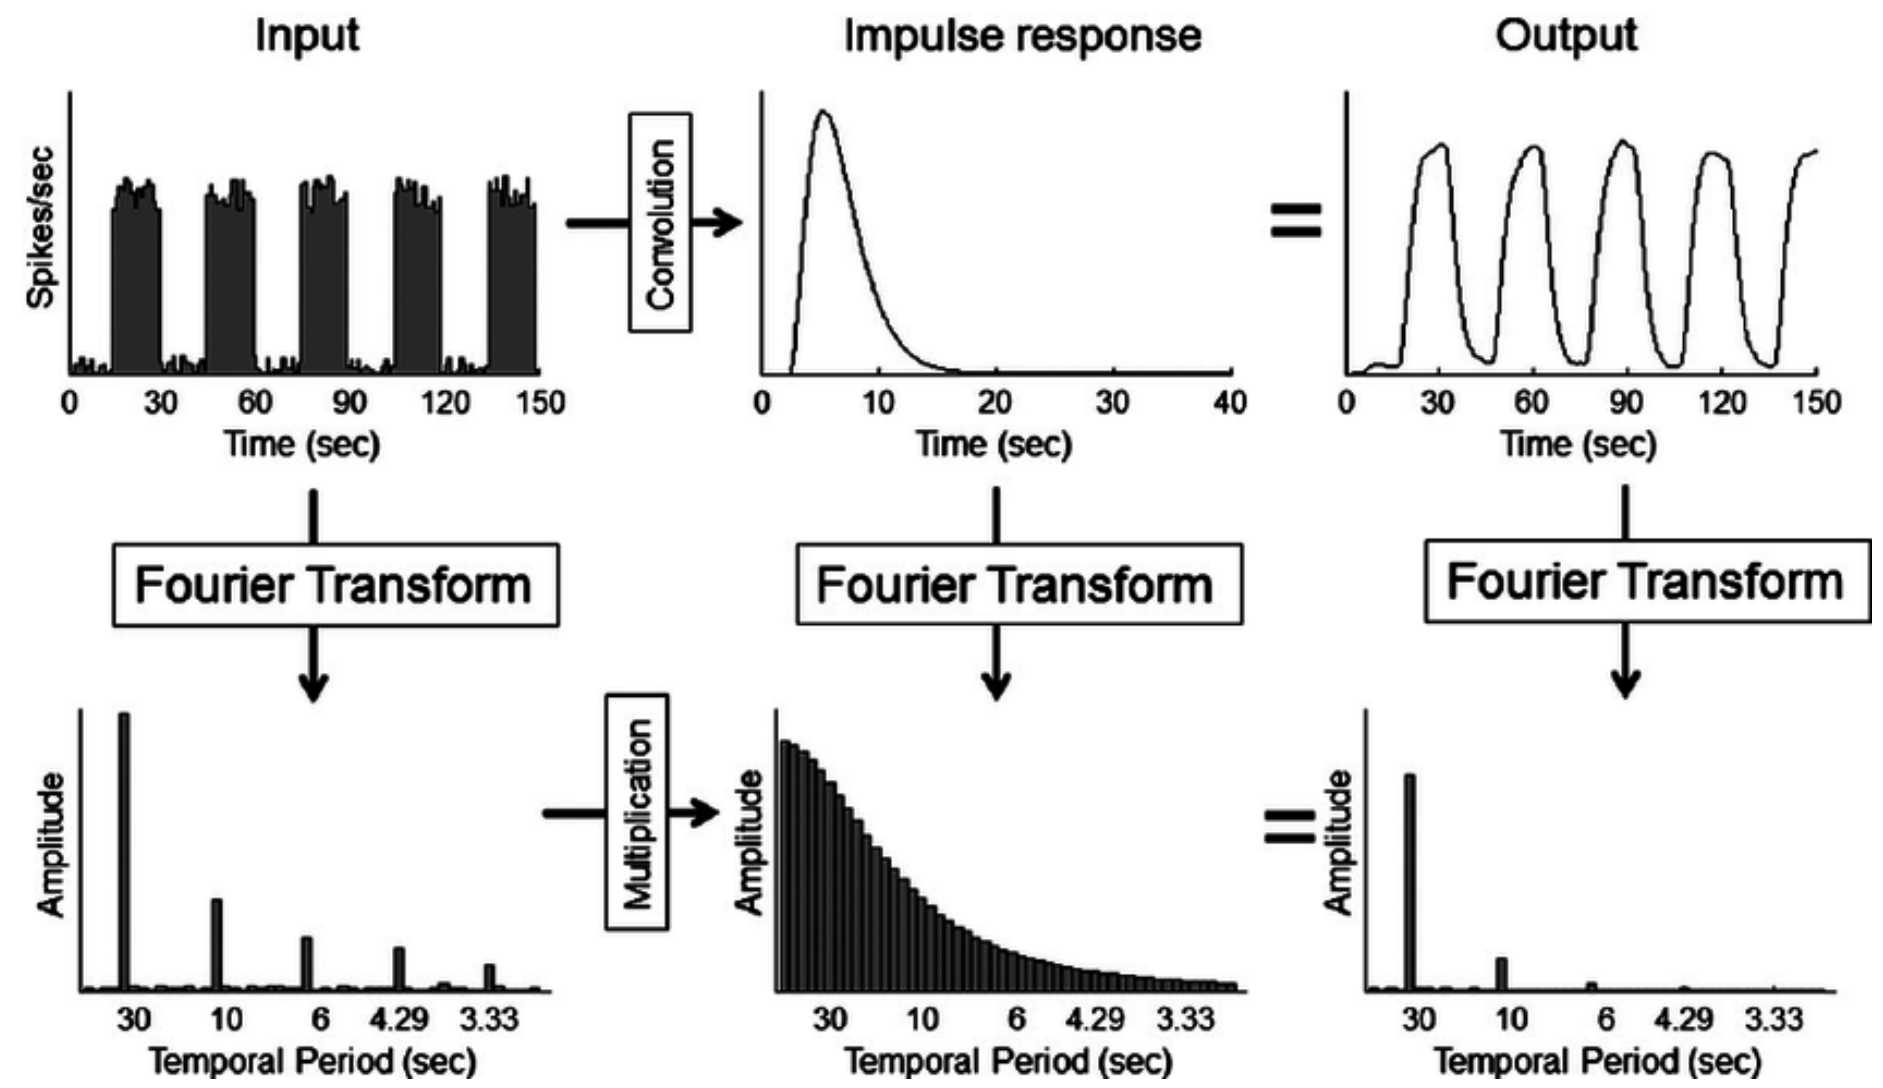 Input
Impulse response
Output
Spikes/sec
0 30 60 90 120 150
Time (sec)
Convolution
0 10 20 30 40
Time (sec)
=
0 30 60 90 120 150
Time (sec)
Fourier Transform
Fourier Transform
Fourier Transform
Amplitude
30 10 6 4.29 3.33
Temporal Period (sec)
Multiplication
Amplitude
30 10 6 4.29 3.33
Temporal Period (sec)
=
Amplitude
30 10 6 4.29 3.33
Temporal Period (sec)